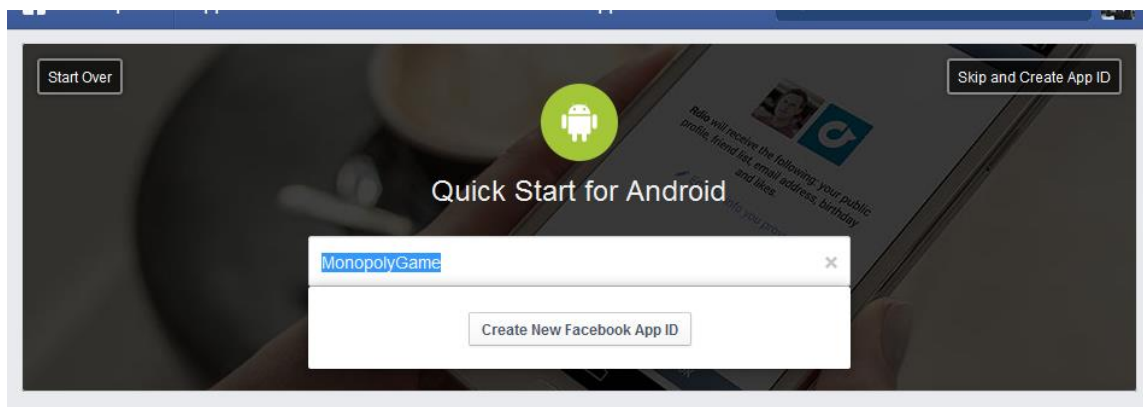 Start Over
Skip and Create App ID
Rdio will receive the following: your public
profile, friend list, email address, birthday
and likes.
Quick Start for Android
MonopolyGame
Create New Facebook App ID